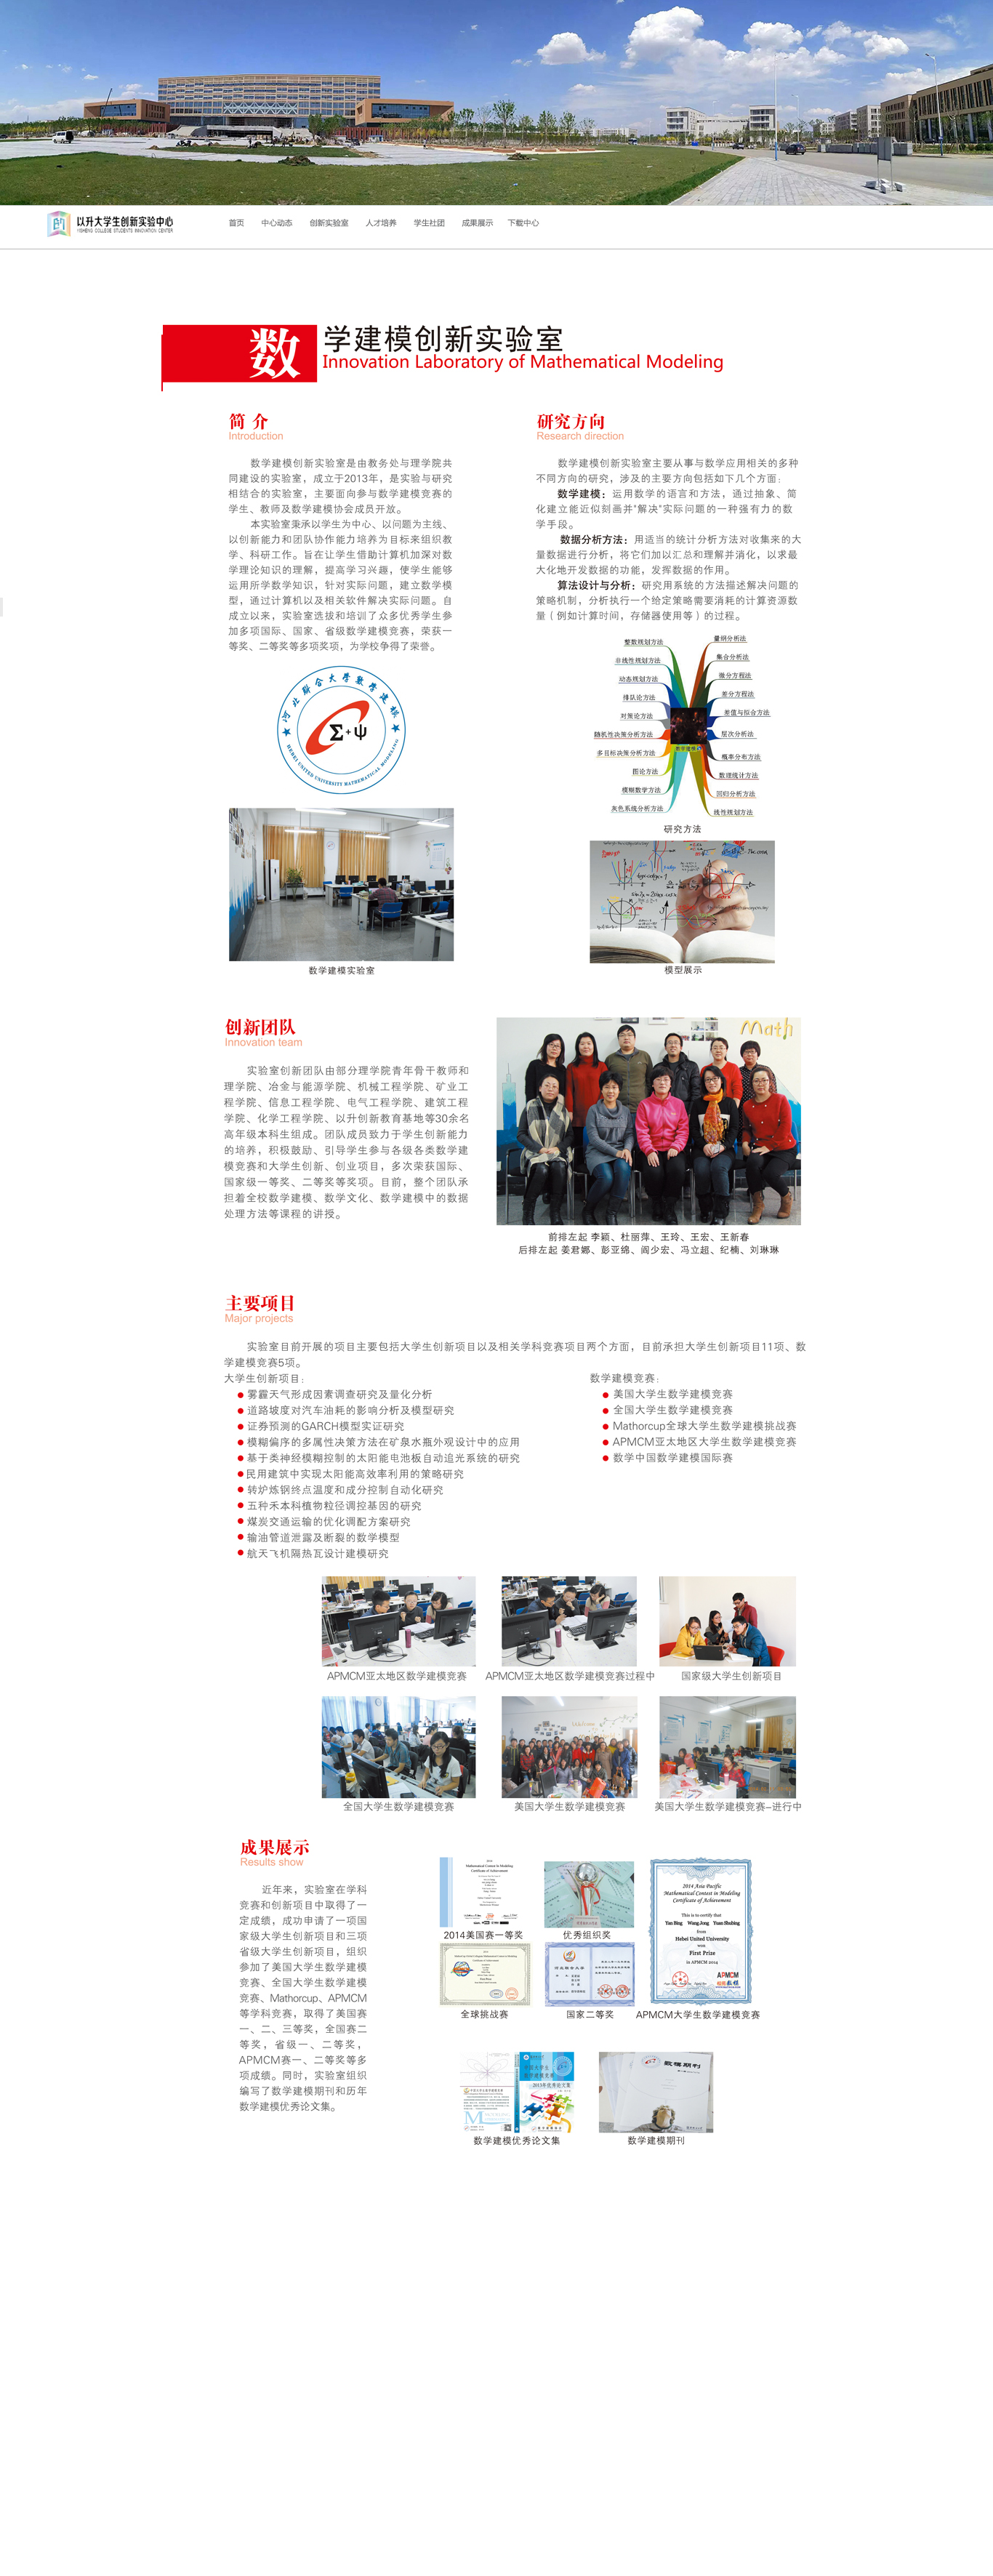 以升大学生创新实验中心
YISHENG COLLEGE STUDENTS INNOVATION CENTER
首页 中心动态 创新实验室 人才培养 学生社团 成果展示 下载中心
数学建模创新实验室
Innovation Laboratory of Mathematical Modeling
简 介
Introduction
数学建模创新实验室是由教务处与理学院共
同建设的实验室，成立于2013年，是实验与研究
相结合的实验室，主要面向参与数学建模竞赛的
学生、教师及数学建模协会成员开放。
本实验室秉承以学生为中心、以问题为主线、
以创新能力和团队协作能力培养为目标来组织教
学、科研工作。旨在让学生借助计算机加深对数
学理论知识的理解，提高学习兴趣，使学生能够
运用所学数学知识，针对实际问题，建立数学模
型，通过计算机以及相关软件解决实际问题。自
成立以来，实验室选拔和培训了众多优秀学生参
加多项国际、国家、省级数学建模竞赛，荣获一
等奖、二等奖等多项奖项，为学校争得了荣誉。
河北联合大学数学建模
Σ+Ψ
HEBEI UNITED UNIVERSITY MATHEMATICAL MODELING
数学建模实验室
研究方向
Research direction
数学建模创新实验室主要从事与数学应用相关的多种
不同方向的研究，涉及的主要方向包括如下几个方面：
数学建模：运用数学的语言和方法，通过抽象、简
化建立能近似刻画并"解决"实际问题的一种强有力的数
学手段。
数据分析方法：用适当的统计分析方法对收集来的大
量数据进行分析，将它们加以汇总和理解并消化，以求最
大化地开发数据的功能，发挥数据的作用。
算法设计与分析：研究用系统的方法描述解决问题的
策略机制，分析执行一个给定策略需要消耗的计算资源数
量（例如计算时间，存储器使用等）的过程。
整数规划方法
非线性规划方法
动态规划方法
排队论方法
对策论方法
随机性决策分析方法
多目标决策分析方法
图论方法
模糊数学方法
灰色系统分析方法
量纲分析法
集合分析法
微分方程法
差分方程法
差值与拟合方法
层次分析法
概率分布方法
数理统计方法
回归分析方法
线性规划方法
研究方法
模型展示
创新团队
Innovation team
实验室创新团队由部分理学院青年骨干教师和
理学院、冶金与能源学院、机械工程学院、矿业工
程学院、信息工程学院、电气工程学院、建筑工程
学院、化学工程学院、以升创新教育基地等30余名
高年级本科生组成。团队成员致力于学生创新能力
的培养，积极鼓励、引导学生参与各级各类数学建
模竞赛和大学生创新、创业项目，多次荣获国际、
国家级一等奖、二等奖等奖项。目前，整个团队承
担着全校数学建模、数学文化、数学建模中的数据
处理方法等课程的讲授。
Math
前排左起 李颖、杜丽萍、王玲、王宏、王新春
后排左起 姜君娜、彭亚绵、阎少宏、冯立超、纪楠、刘琳琳
主要项目
Major projects
实验室目前开展的项目主要包括大学生创新项目以及相关学科竞赛项目两个方面，目前承担大学生创新项目11项、数
学建模竞赛5项。
大学生创新项目：
雾霾天气形成因素调查研究及量化分析
道路坡度对汽车油耗的影响分析及模型研究
证券预测的GARCH模型实证研究
模糊偏序的多属性决策方法在矿泉水瓶外观设计中的应用
基于类神经模糊控制的太阳能电池板自动追光系统的研究
民用建筑中实现太阳能高效率利用的策略研究
转炉炼钢终点温度和成分控制自动化研究
五种禾本科植物粒径调控基因的研究
煤炭交通运输的优化调配方案研究
输油管道泄露及断裂的数学模型
航天飞机隔热瓦设计建模研究
数学建模竞赛：
美国大学生数学建模竞赛
全国大学生数学建模竞赛
Mathorcup全球大学生数学建模挑战赛
APMCM亚太地区大学生数学建模竞赛
数学中国数学建模国际赛
APMCM亚太地区数学建模竞赛 APMCM亚太地区数学建模竞赛过程中 国家级大学生创新项目
全国大学生数学建模竞赛 美国大学生数学建模竞赛 美国大学生数学建模竞赛-进行中
成果展示
Results show
近年来，实验室在学科
竞赛和创新项目中取得了一
定成绩，成功申请了一项国
家级大学生创新项目和三项
省级大学生创新项目，组织
参加了美国大学生数学建模
竞赛、全国大学生数学建模
竞赛、Mathorcup、APMCM
等学科竞赛，取得了美国赛
一、二、三等奖，全国赛二
等奖，省级一、二等奖，
APMCM赛一、二等奖等多
项成绩。同时，实验室组织
编写了数学建模期刊和历年
数学建模优秀论文集。
Mathematical Contest in Modeling
Certificate of Achievement
2014美国赛一等奖 优秀组织奖
全球挑战赛 国家二等奖
2014 Asia Pacific
Mathematical Contest in Modeling
Certificate of Achievement
This is to certify that
Yan Bing Wang Jong Yuan Shubing
from
Hebei United University
won
First Prize
in APMCM 2014
APMCM
APMCM大学生数学建模竞赛
数模期刊
数学建模优秀论文集 数学建模期刊